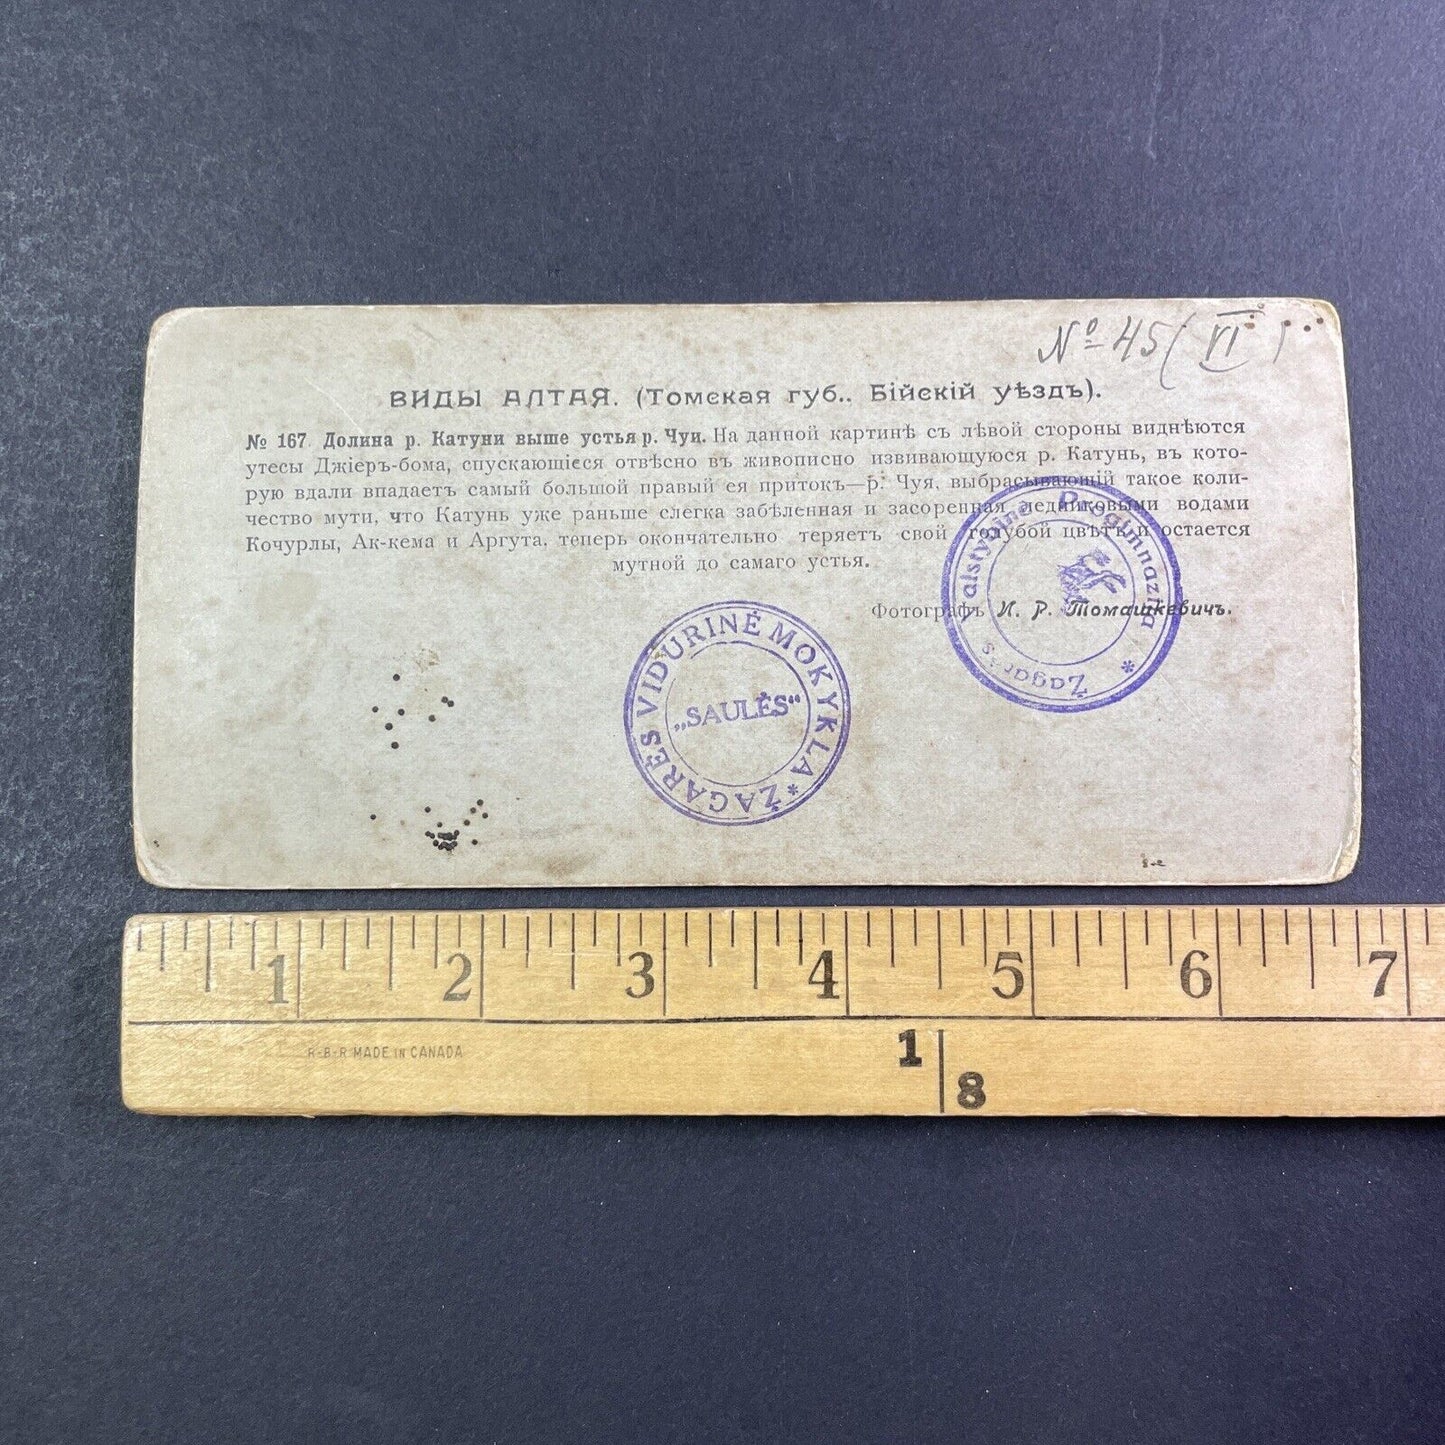 № 45 (VI)
ВИДЫ АЛТАЯ. (Томская губ.. Бійскій уѣздъ).
№ 167. Долина р. Катуни выше устья р. Чуи. На данной картинѣ съ лѣвой стороны виднѣются
утесы Джіеръ-бома, спускающіеся отвѣсно въ живописно извивающуюся р. Катунь, въ кото-
рую вдали впадаетъ самый большой правый ея притокъ—р. Чуя, выбрасывающій такое коли-
чество мути, что Катунь уже раньше слегка забѣленная и засоренная ледниковыми водами
Кочурлы, Ак-кема и Аргута, теперь окончательно теряетъ свой голубой цвѣтъ и остается
мутной до самаго устья.
Фотографъ И. Р. Томашкевичъ.
Valstybinė Progimnazija * Žagarės
ŽAGARĖS VIDURINĖ MOKYKLA *
„SAULĖS“
1 2 3 4 5 6 7
R-B-R MADE IN CANADA
1
8